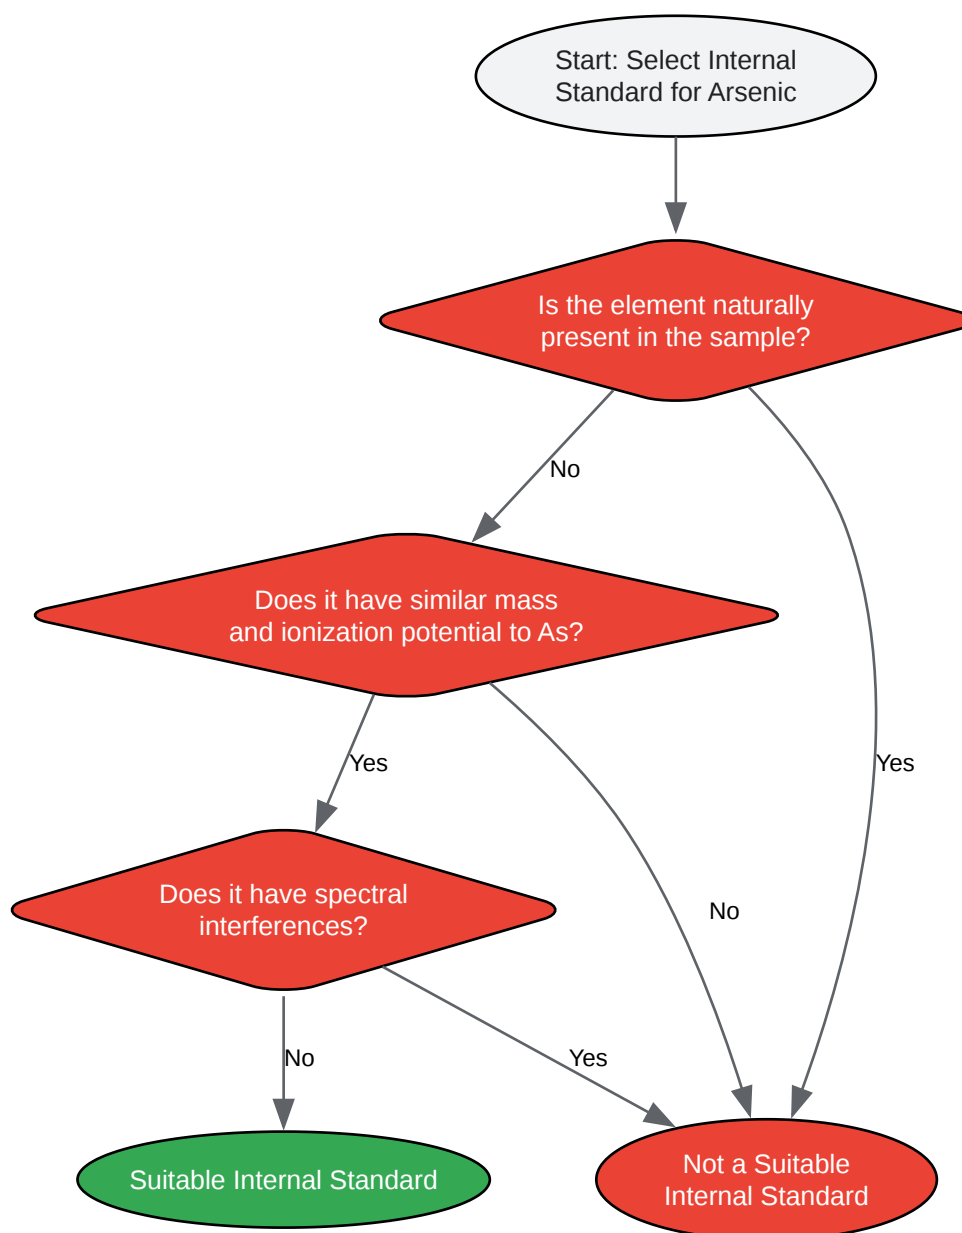 Start: Select Internal
Standard for Arsenic
Is the element naturally
present in the sample?
No
Does it have similar mass
and ionization potential to As?
Yes
Yes
Does it have spectral
interferences?
No
No
Yes
Suitable Internal Standard
Not a Suitable
Internal Standard